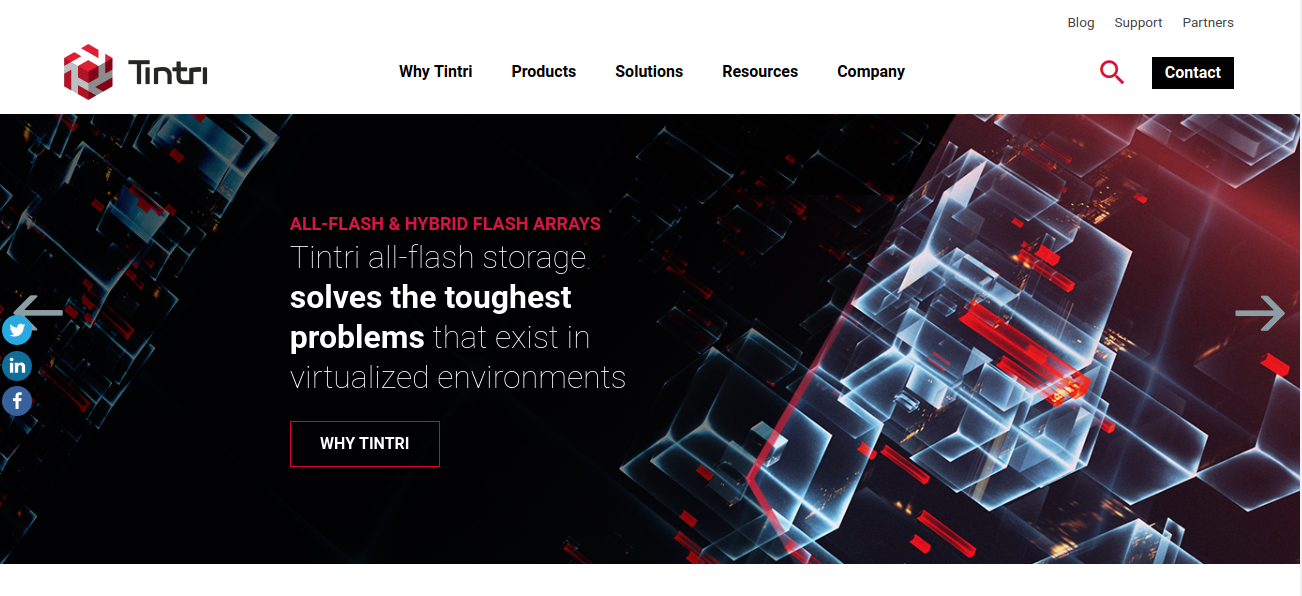 Blog Support Partners
Tintri
Why Tintri Products Solutions Resources Company
Contact
ALL-FLASH & HYBRID FLASH ARRAYS
Tintri all-flash storage
solves the toughest
problems that exist in
virtualized environments
WHY TINTRI